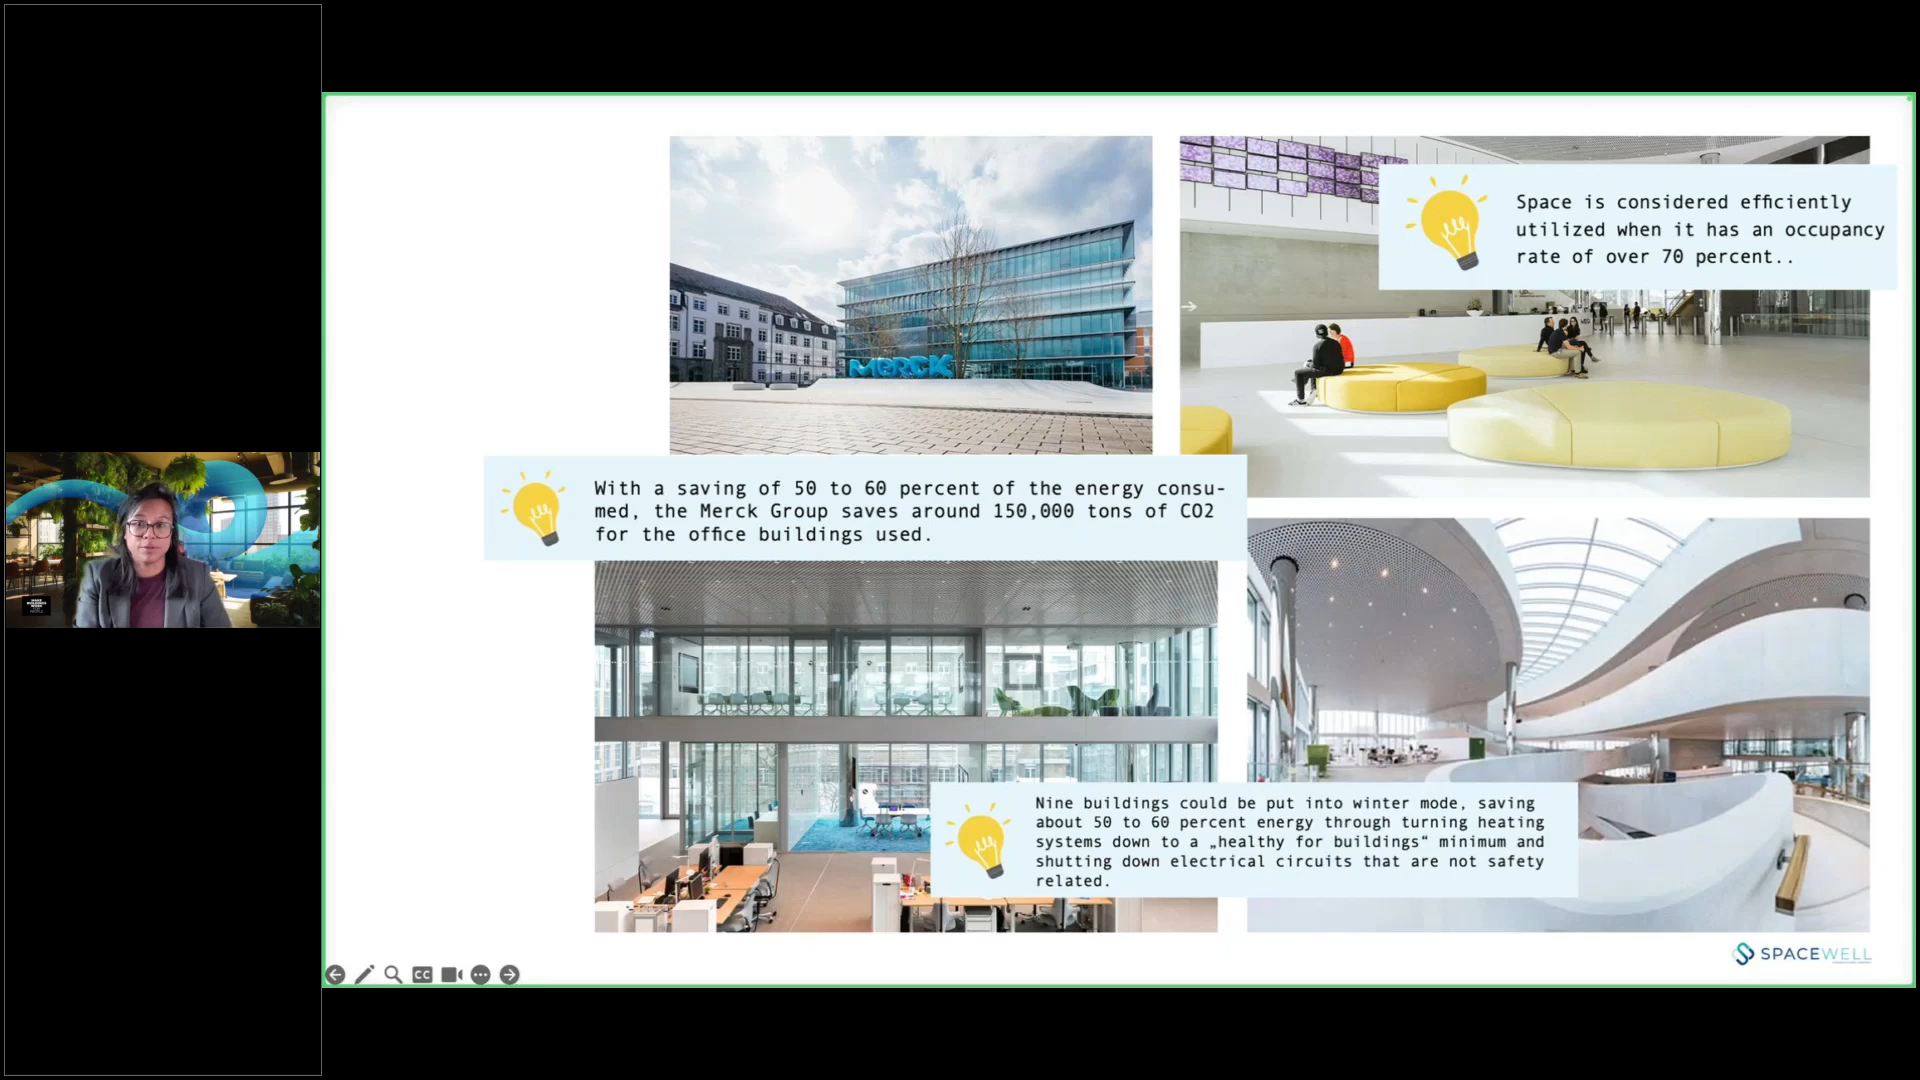 MERCK
Space is considered efficiently
utilized when it has an occupancy
rate of over 70 percent..
With a saving of 50 to 60 percent of the energy consu-
med, the Merck Group saves around 150,000 tons of CO2
for the office buildings used.
Nine buildings could be put into winter mode, saving
about 50 to 60 percent energy through turning heating
systems down to a „healthy for buildings“ minimum and
shutting down electrical circuits that are not safety
related.
MAKE
BUILDINGS
WORK
CC
SPACEWELL